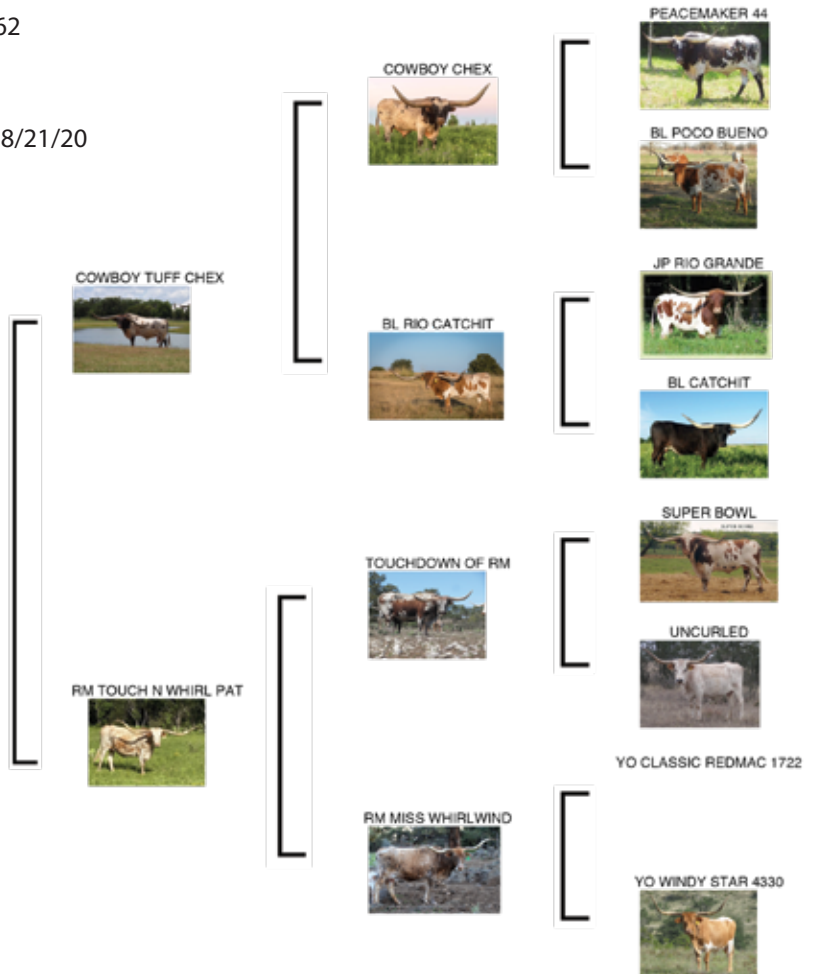 62
8/21/20
PEACEMAKER 44
COWBOY CHEX
BL POCO BUENO
COWBOY TUFF CHEX
JP RIO GRANDE
BL RIO CATCHIT
BL CATCHIT
SUPER BOWL
TOUCHDOWN OF RM
UNCURLED
RM TOUCH N WHIRL PAT
YO CLASSIC REDMAC 1722
RM MISS WHIRLWIND
YO WINDY STAR 4330